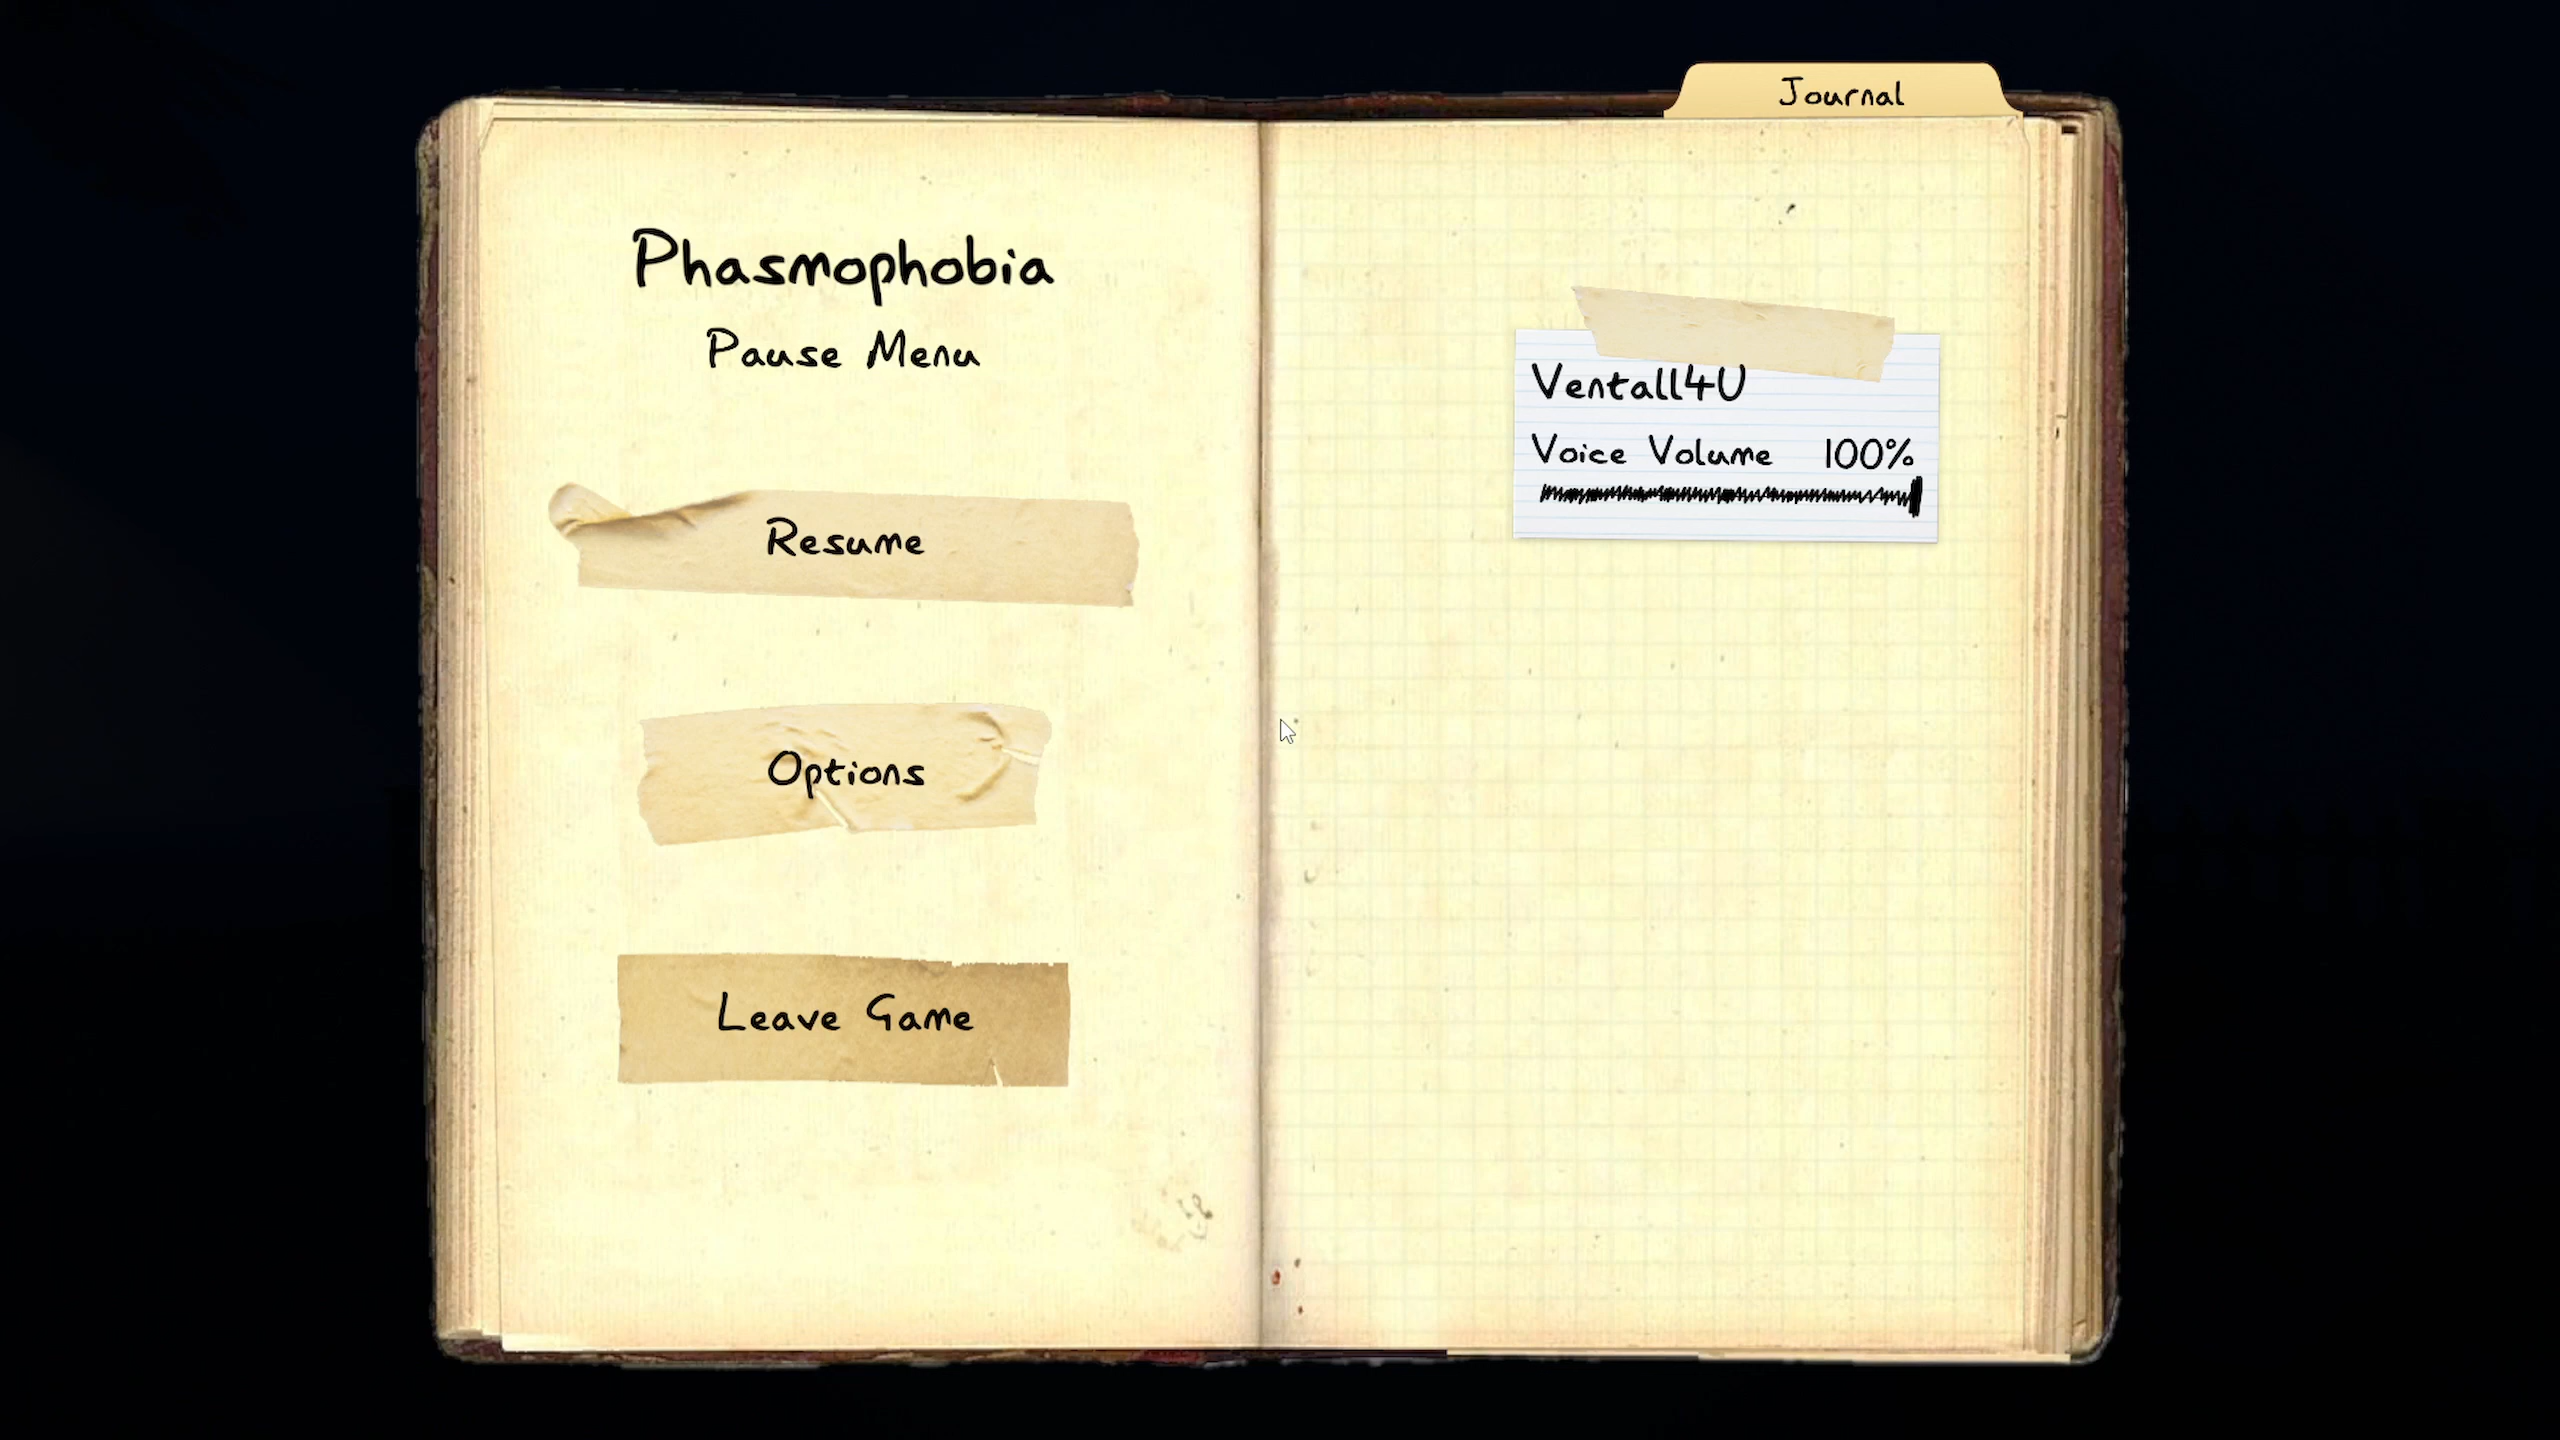 Journal
Phasmophobia
Pause Menu
Resume
Options
Leave Game
Ventall4U
Voice Volume 100%